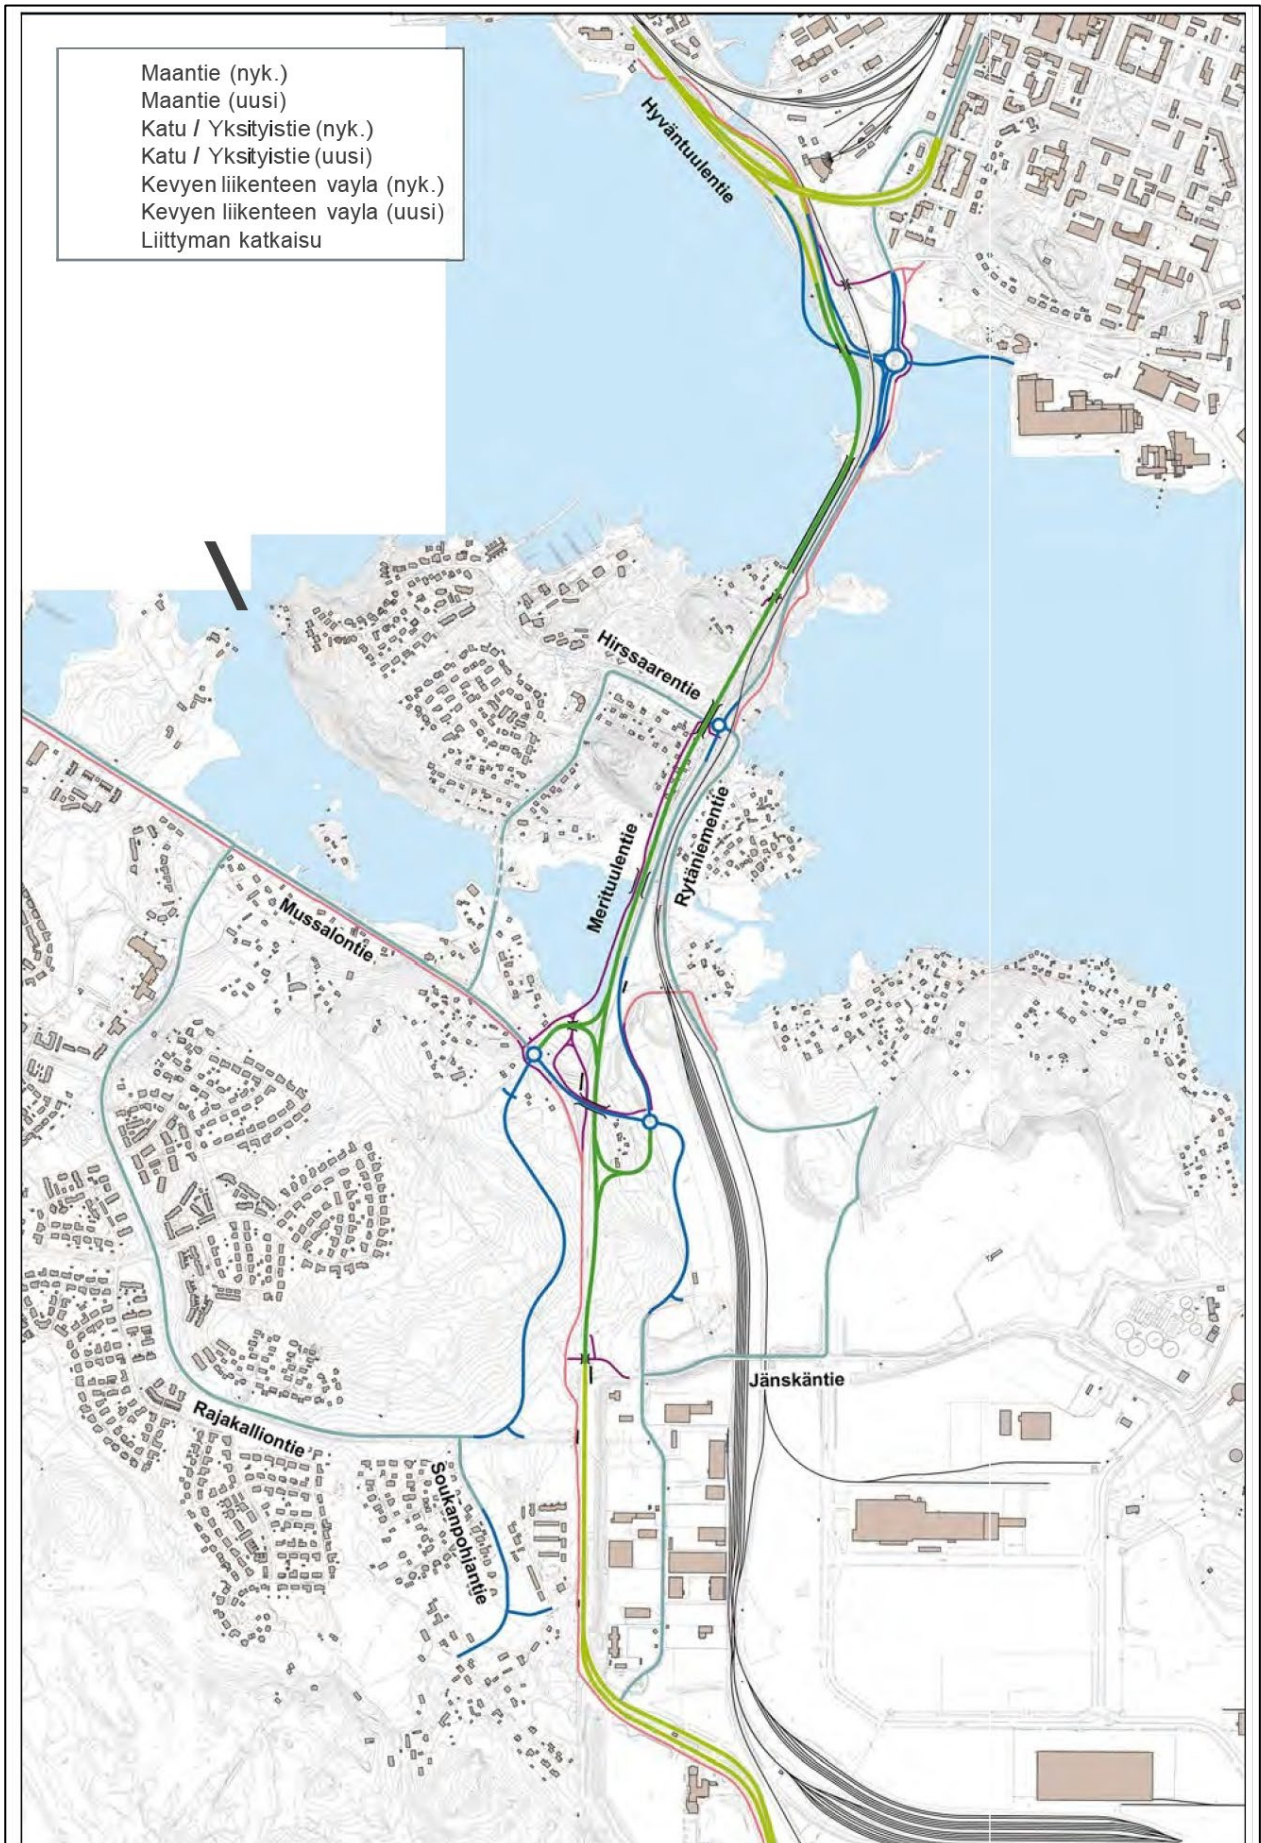 Maantie (nyk.)
Maantie (uusi)
Katu / Yksityistie (nyk.)
Katu / Yksityistie (uusi)
Kevyen liikenteen vayla (nyk.)
Kevyen liikenteen vayla (uusi)
Liittyman katkaisu
Hyväntuulentie
Hirssaarentie
Merituulentie
Rytäniementie
Mussalontie
Jänskäntie
Rajakalliontie
Soukanpohjantie